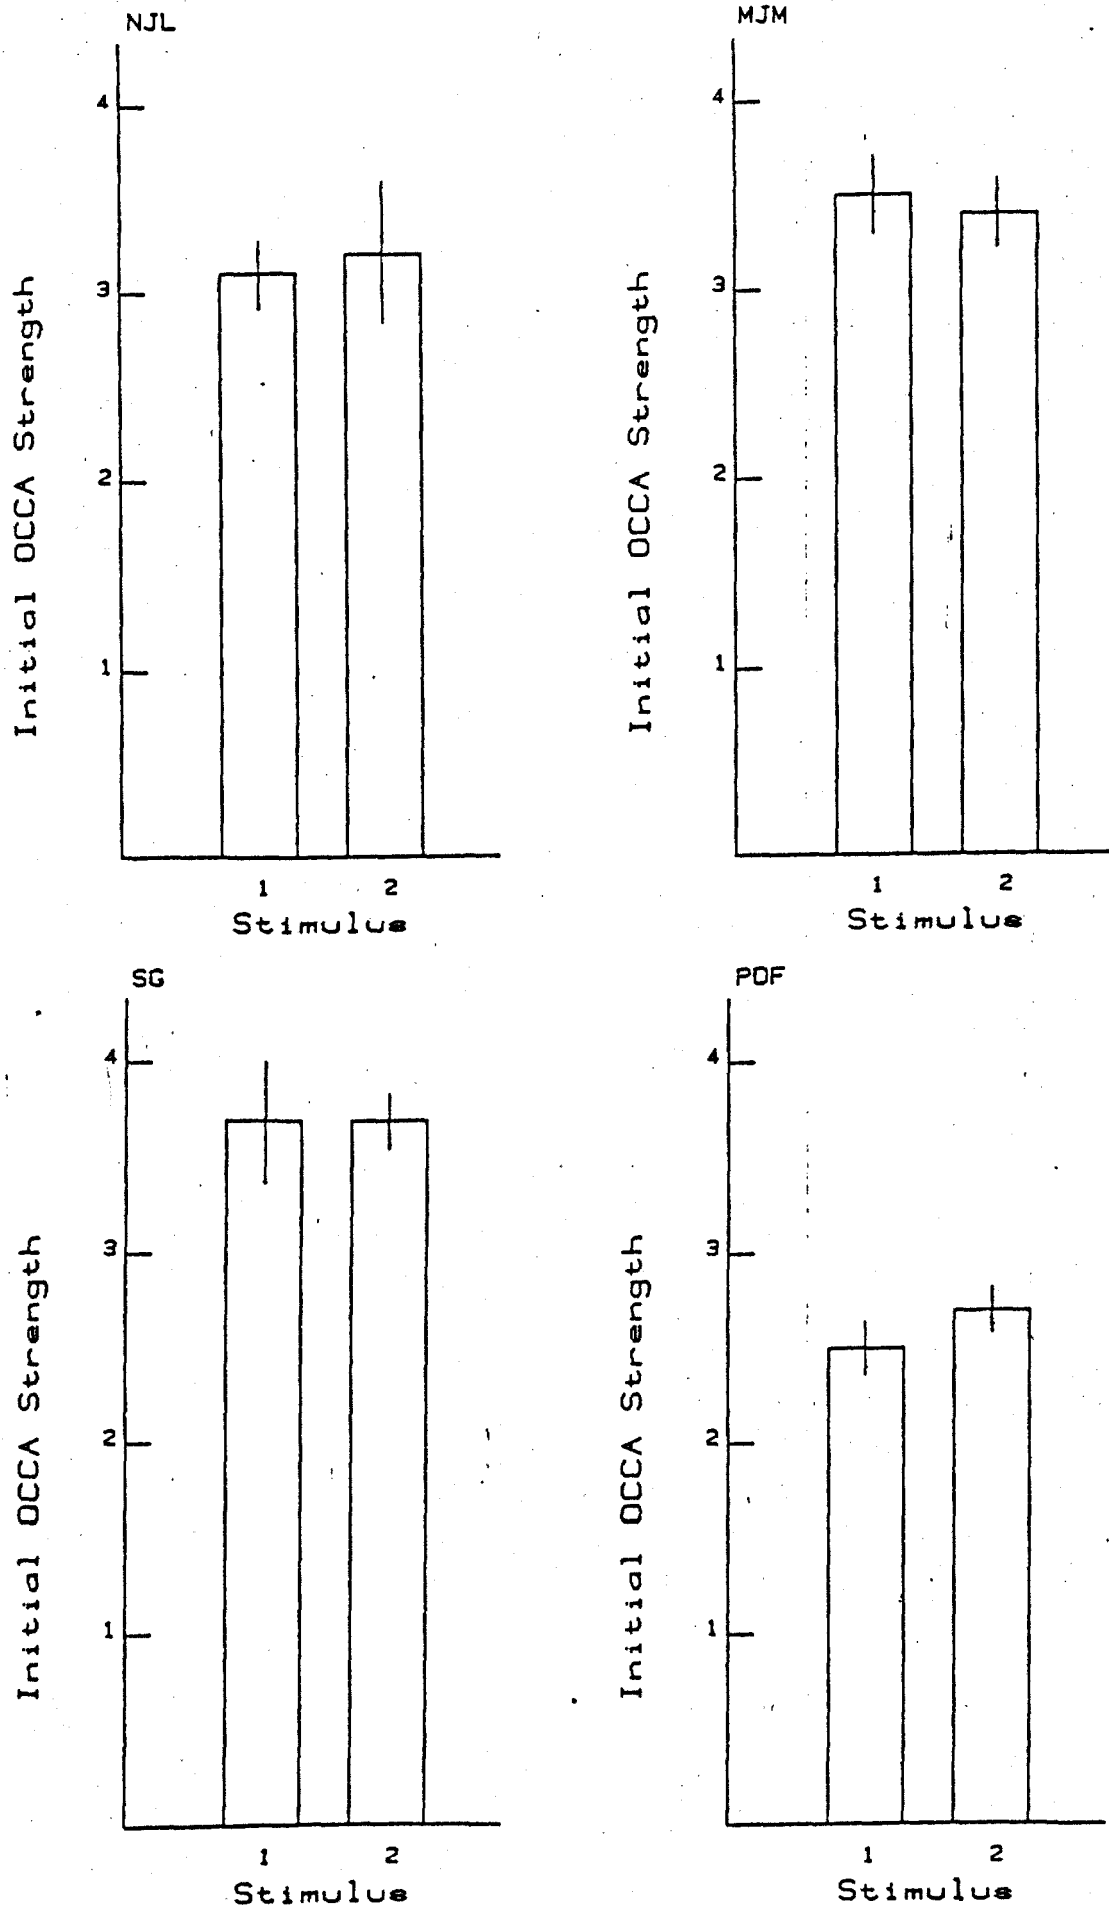 NJL
4
3
2
1
Initial OCCA Strength
1 2
Stimulus
MJM
4
3
2
1
Initial OCCA Strength
1 2
Stimulus
SG
4
3
2
1
Initial OCCA Strength
1 2
Stimulus
PDF
4
3
2
1
Initial OCCA Strength
1 2
Stimulus